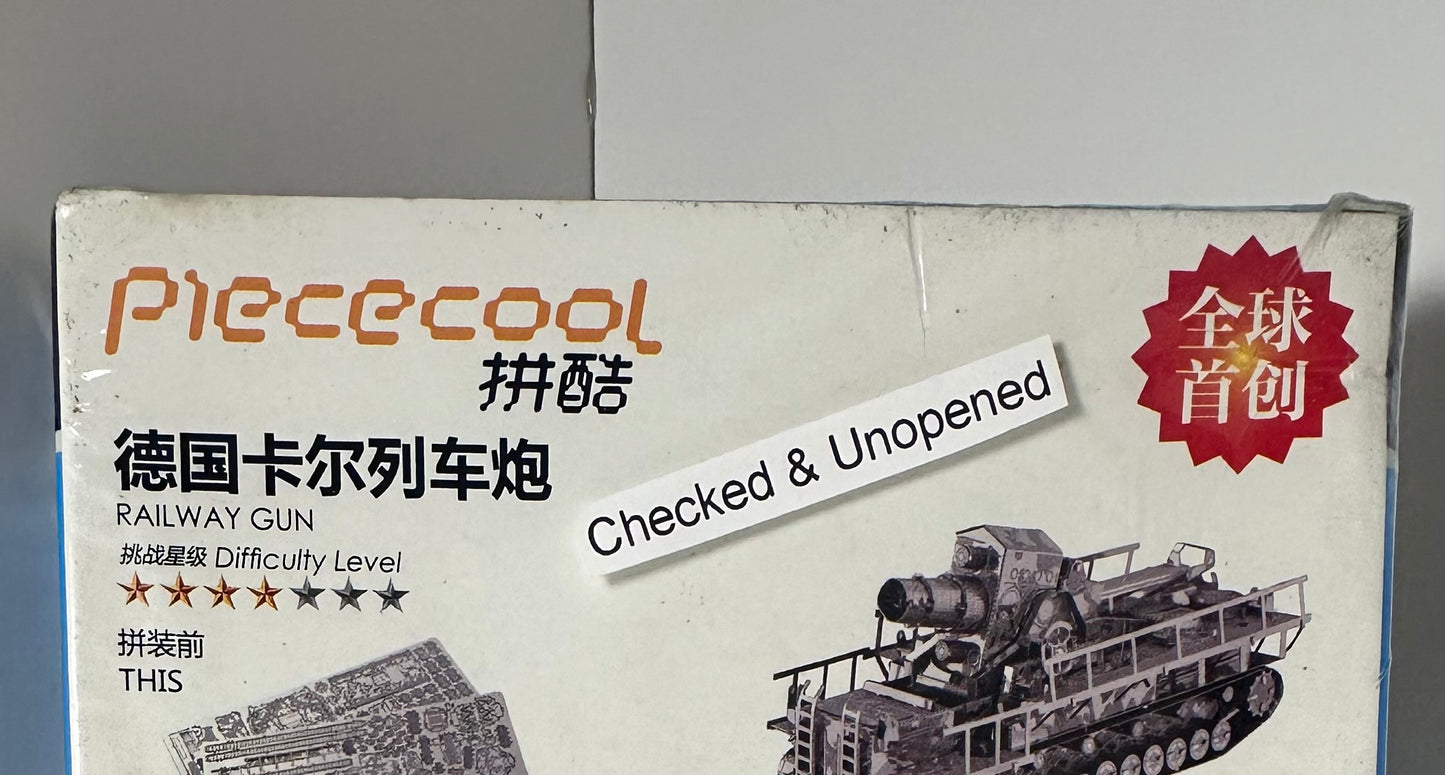 piececool
拼酷
德国卡尔列车炮
RAILWAY GUN
挑战星级 Difficulty Level
拼装前
THIS
Checked & Unopened
全球
首创